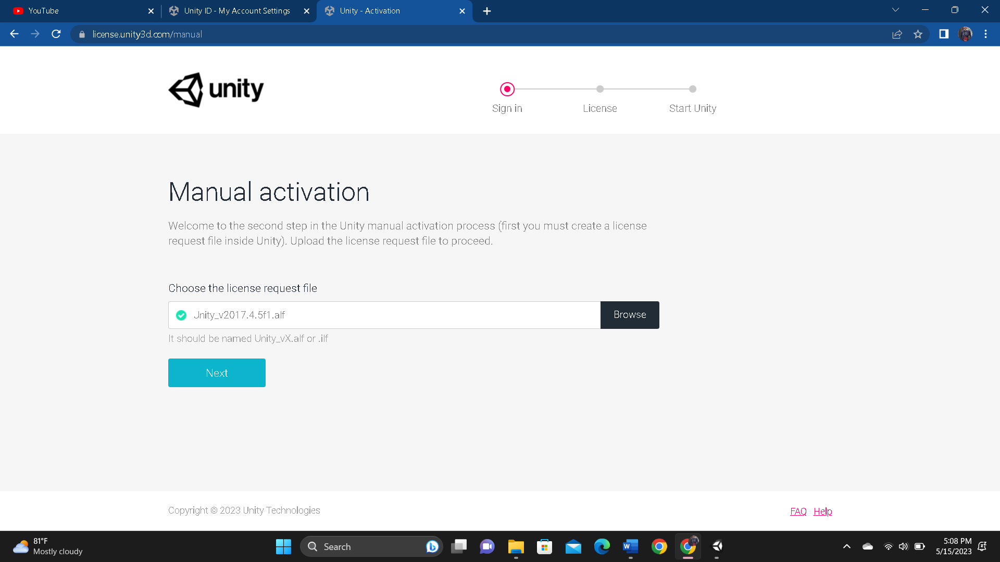 YouTube
Unity ID - My Account Settings
Unity - Activation
license.unity3d.com/manual
unity
Sign in
License
Start Unity
Manual activation
Welcome to the second step in the Unity manual activation process (first you must create a license
request file inside Unity). Upload the license request file to proceed.
Choose the license request file
Jnity_v2017.4.5f1.alf
Browse
It should be named Unity_vX.alf or .ilf
Next
Copyright © 2023 Unity Technologies
FAQ Help
81°F
Mostly cloudy
Search
5:08 PM
5/15/2023